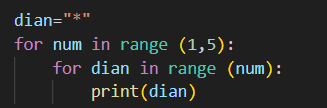 dian="*"
for num in range (1,5):
    for dian in range (num):
        print(dian)